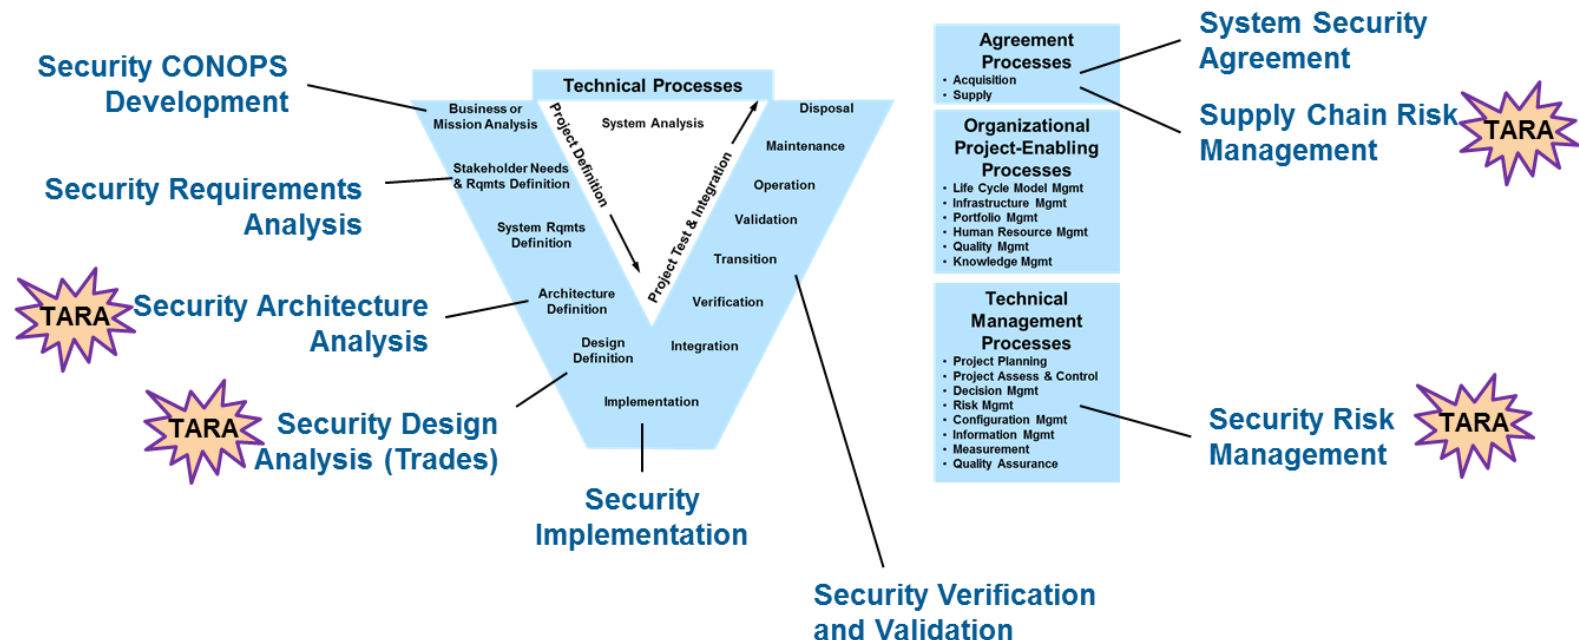 Security CONOPS
Development
Security Requirements
Analysis
TARA
Security Architecture
Analysis
TARA
Security Design
Analysis (Trades)
Security
Implementation
Security Verification
and Validation
Technical Processes
Business or
Mission Analysis
Stakeholder Needs
& Rqmts Definition
System Rqmts
Definition
Architecture
Definition
Design
Definition
Implementation
Project Definition
System Analysis
Project Test & Integration
Disposal
Maintenance
Operation
Validation
Transition
Verification
Integration
Agreement
Processes
• Acquisition
• Supply
Organizational
Project-Enabling
Processes
• Life Cycle Model Mgmt
• Infrastructure Mgmt
• Portfolio Mgmt
• Human Resource Mgmt
• Quality Mgmt
• Knowledge Mgmt
Technical
Management
Processes
• Project Planning
• Project Assess & Control
• Decision Mgmt
• Risk Mgmt
• Configuration Mgmt
• Information Mgmt
• Measurement
• Quality Assurance
System Security
Agreement
Supply Chain Risk
Management
TARA
Security Risk
Management
TARA